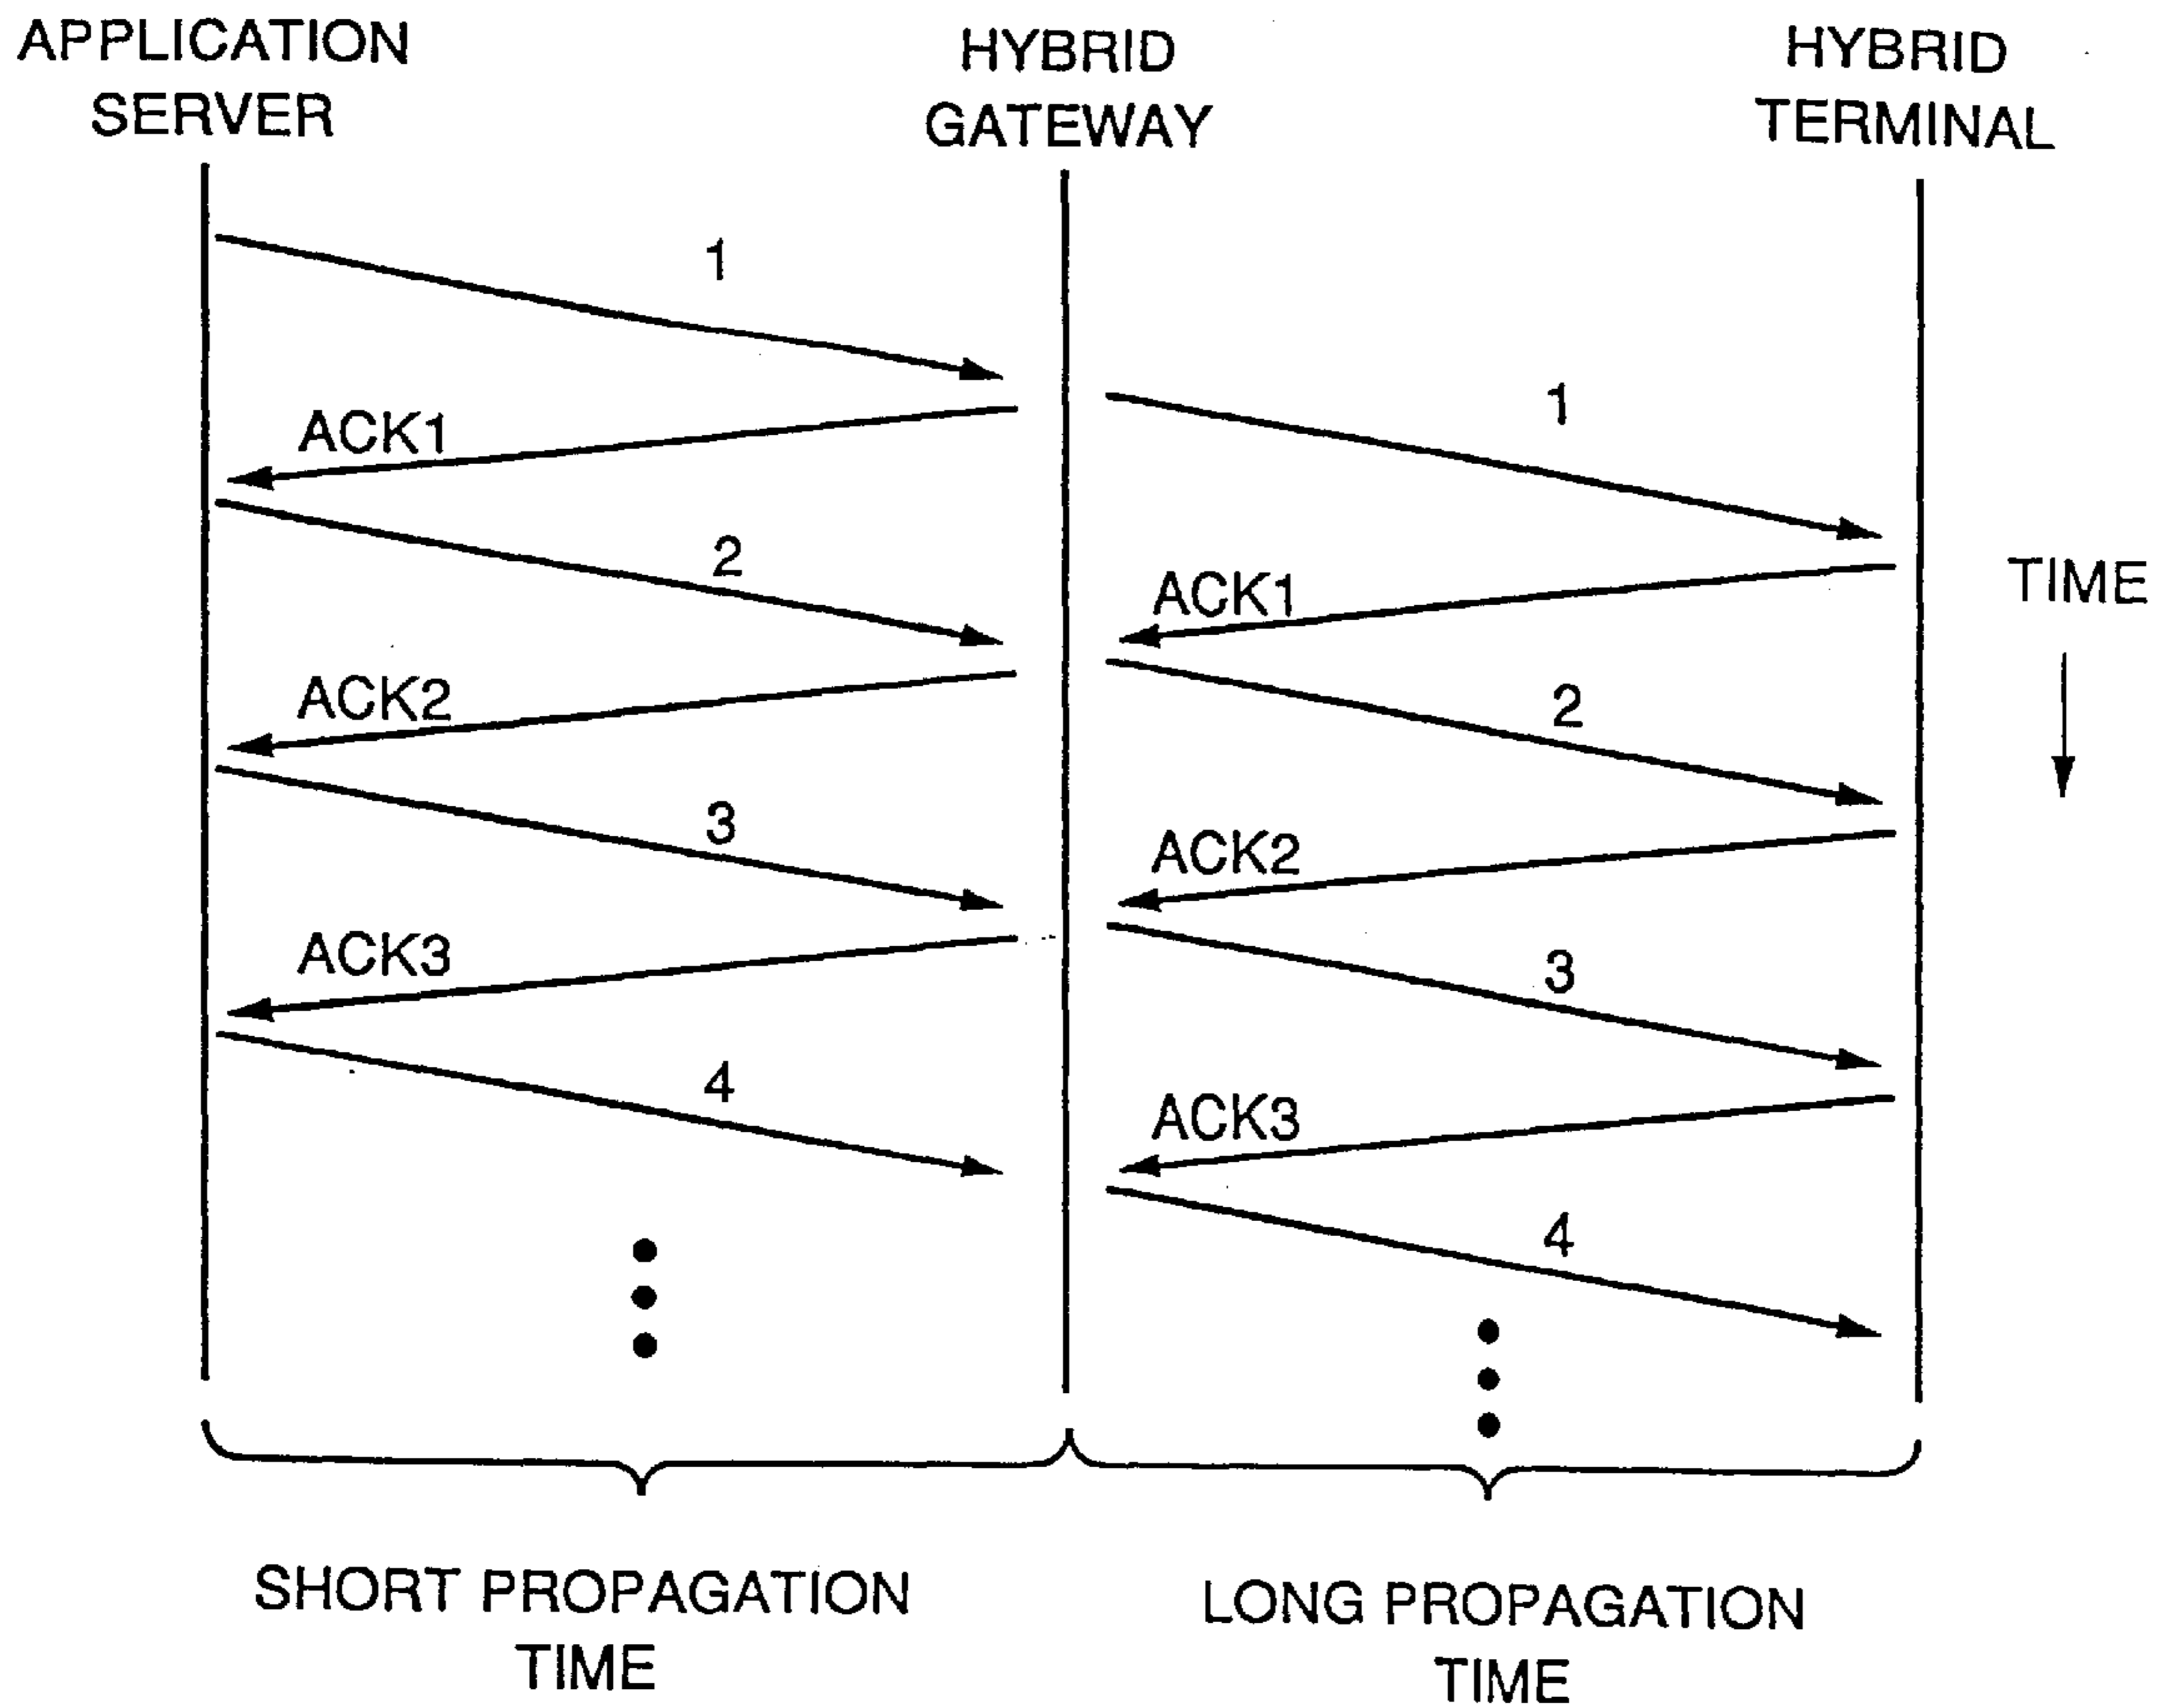 APPLICATION
SERVER
HYBRID
GATEWAY
HYBRID
TERMINAL
1
1
ACK1
2
ACK1
TIME
ACK2
2
3
ACK2
ACK3
3
4
ACK3
4
SHORT PROPAGATION
TIME
LONG PROPAGATION
TIME